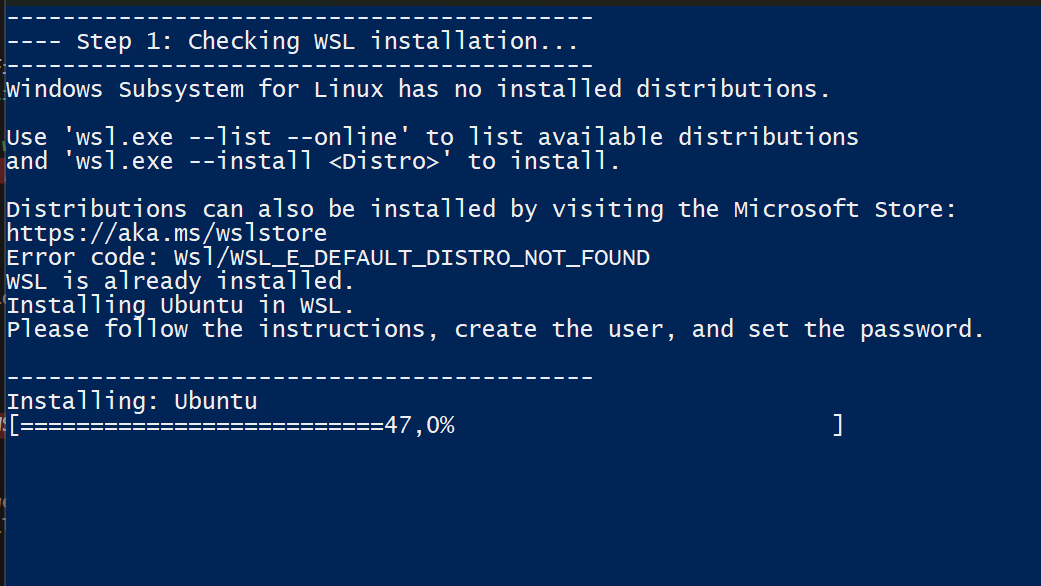 ------------------------------------------
---- Step 1: Checking WSL installation...
------------------------------------------
Windows Subsystem for Linux has no installed distributions.
Use 'wsl.exe --list --online' to list available distributions
and 'wsl.exe --install <Distro>' to install.
Distributions can also be installed by visiting the Microsoft Store:
https://aka.ms/wslstore
Error code: Wsl/WSL_E_DEFAULT_DISTRO_NOT_FOUND
WSL is already installed.
Installing Ubuntu in WSL.
Please follow the instructions, create the user, and set the password.
------------------------------------------
Installing: Ubuntu
[==========================47,0%                           ]